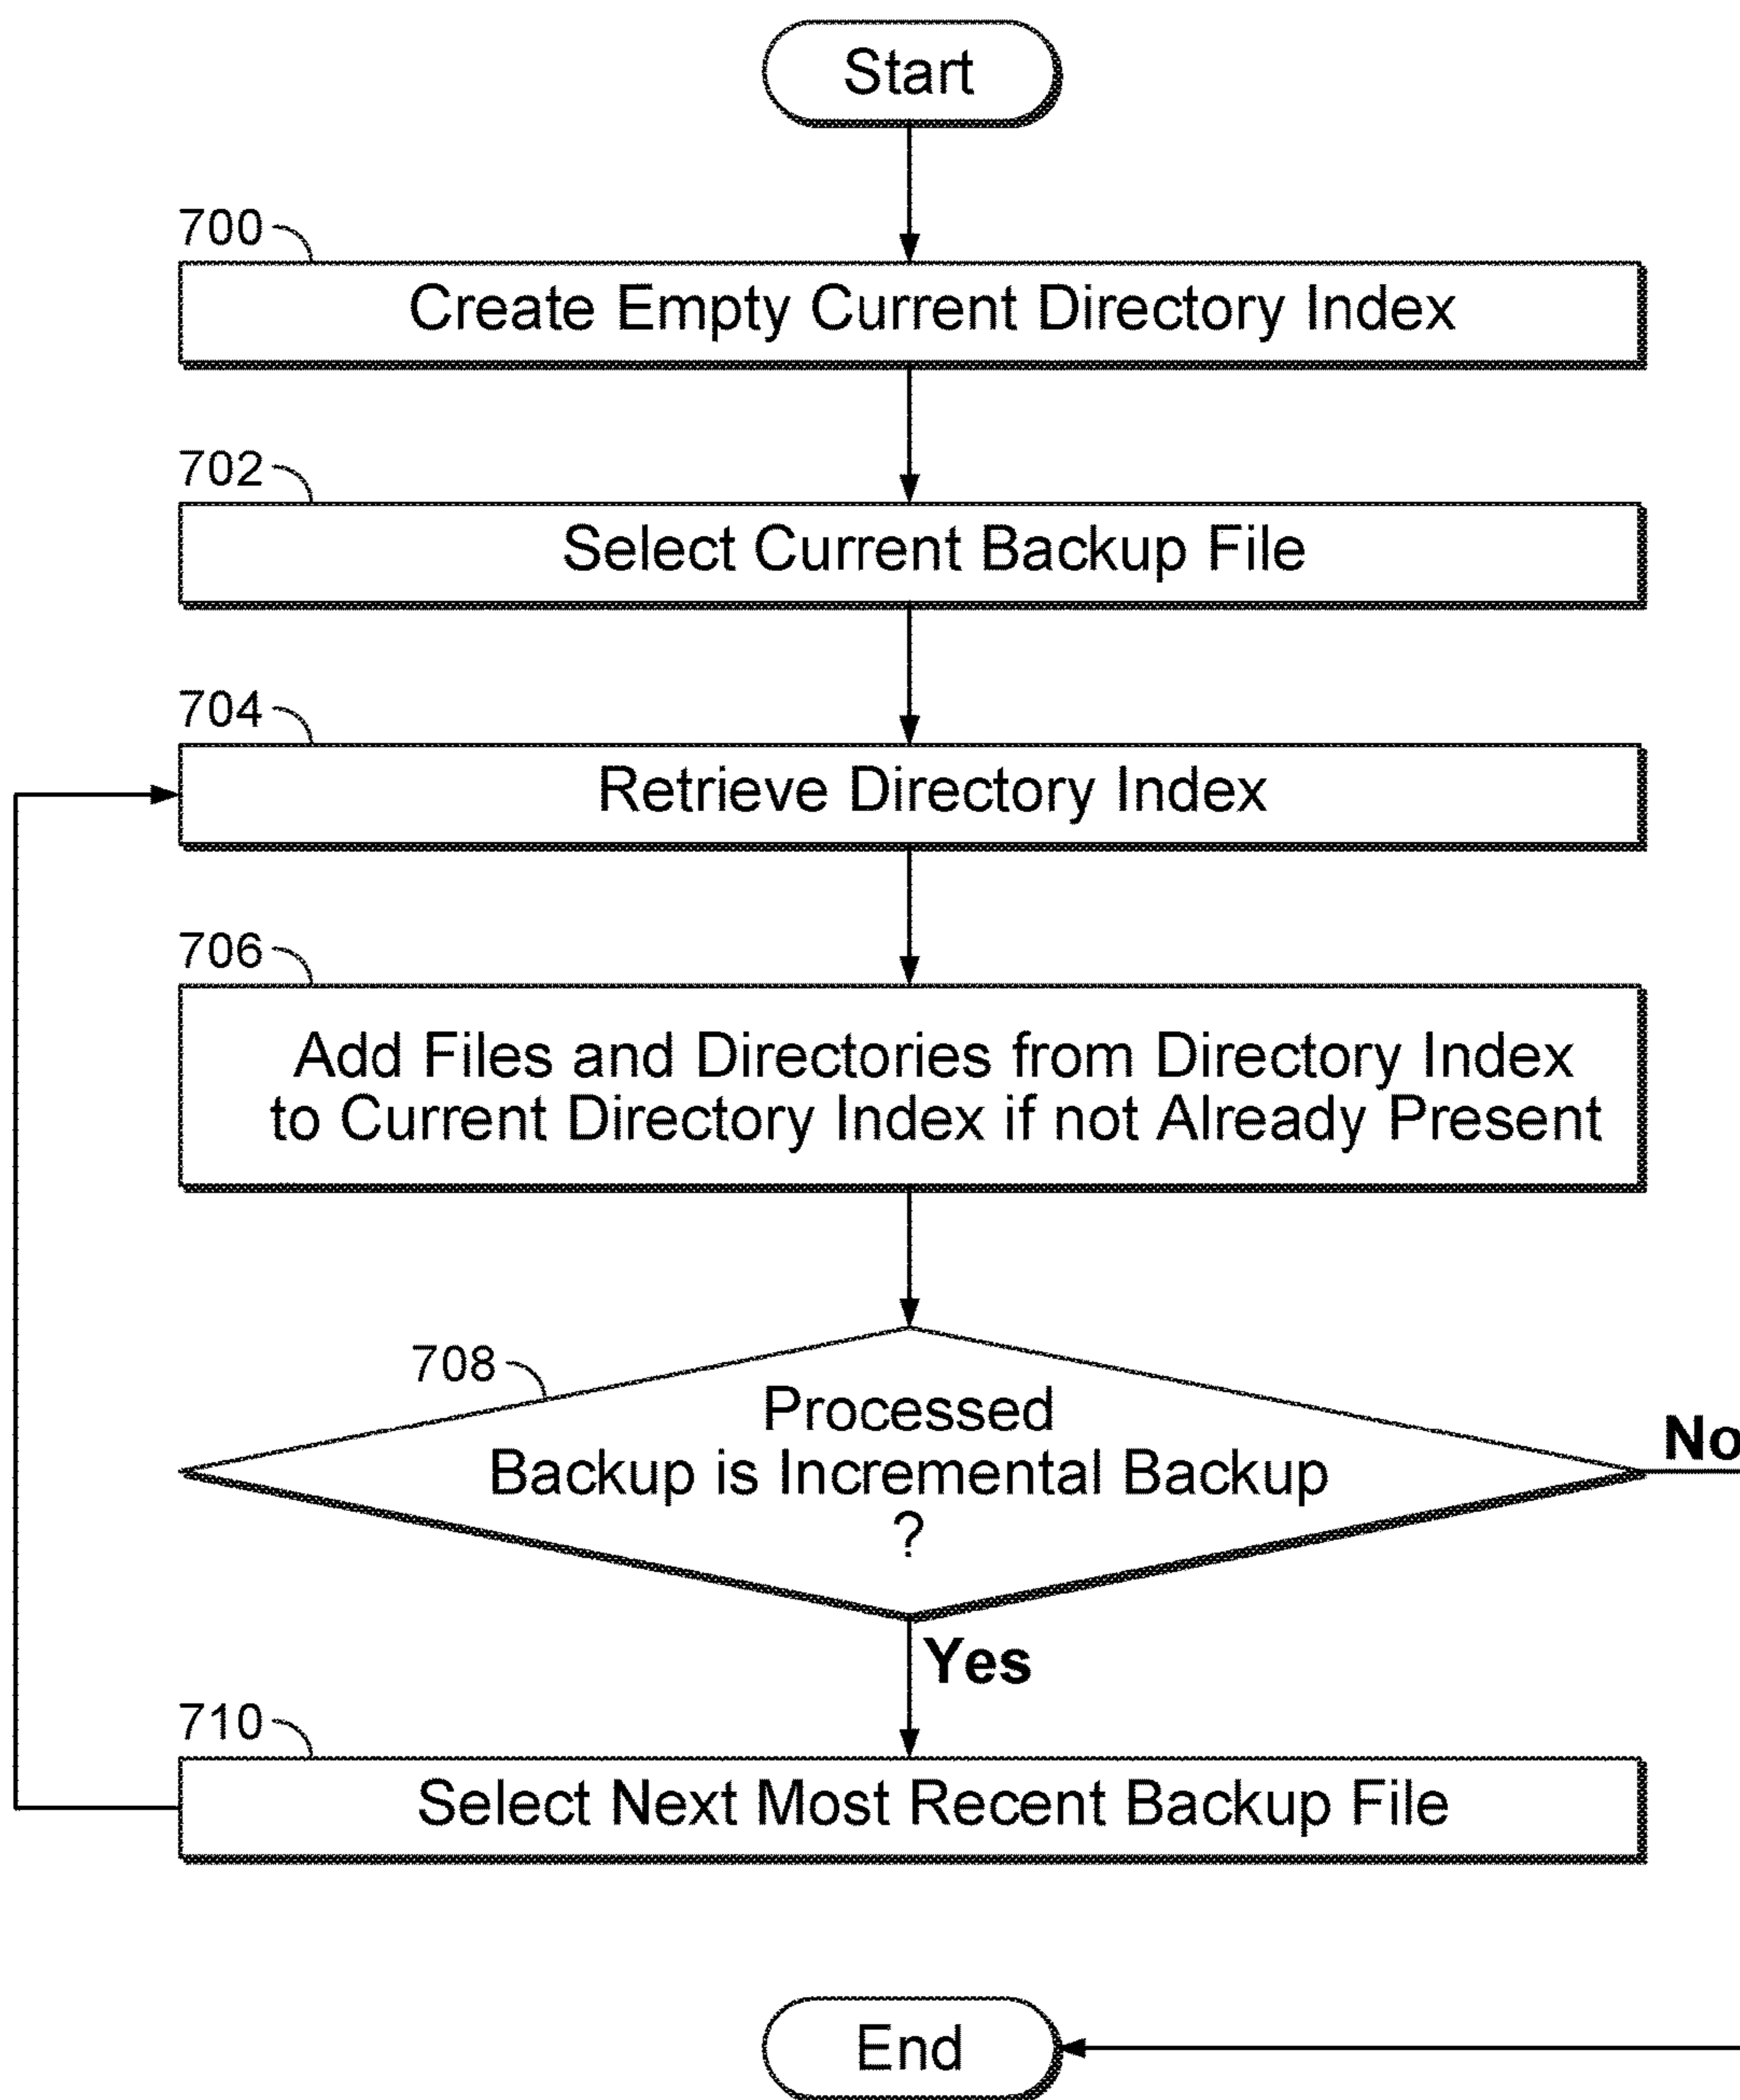 Start
700
Create Empty Current Directory Index
702
Select Current Backup File
704
Retrieve Directory Index
706
Add Files and Directories from Directory Index
to Current Directory Index if not Already Present
708
Processed
Backup is Incremental Backup
?
No
Yes
710
Select Next Most Recent Backup File
End